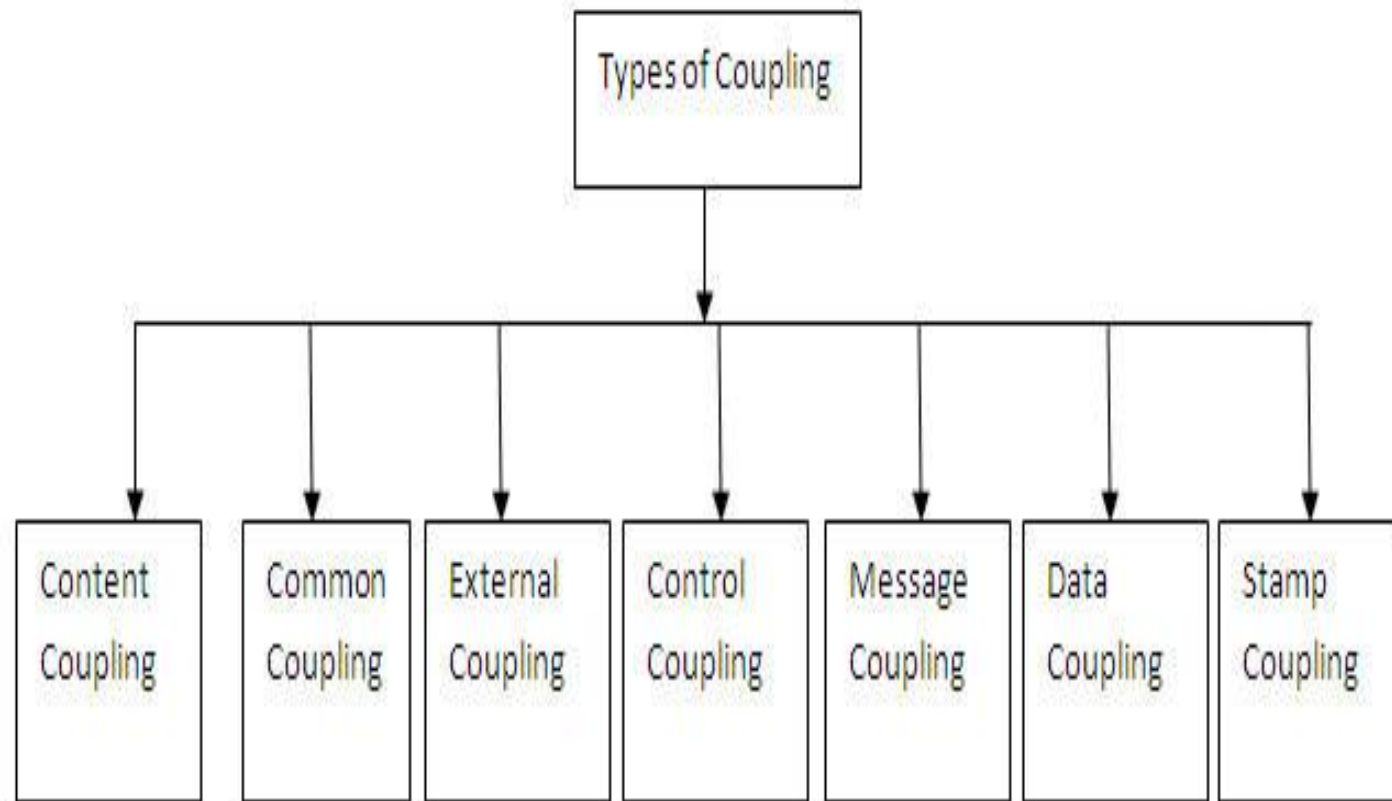 Types of Coupling
Content
Coupling
Common
Coupling
External
Coupling
Control
Coupling
Message
Coupling
Data
Coupling
Stamp
Coupling